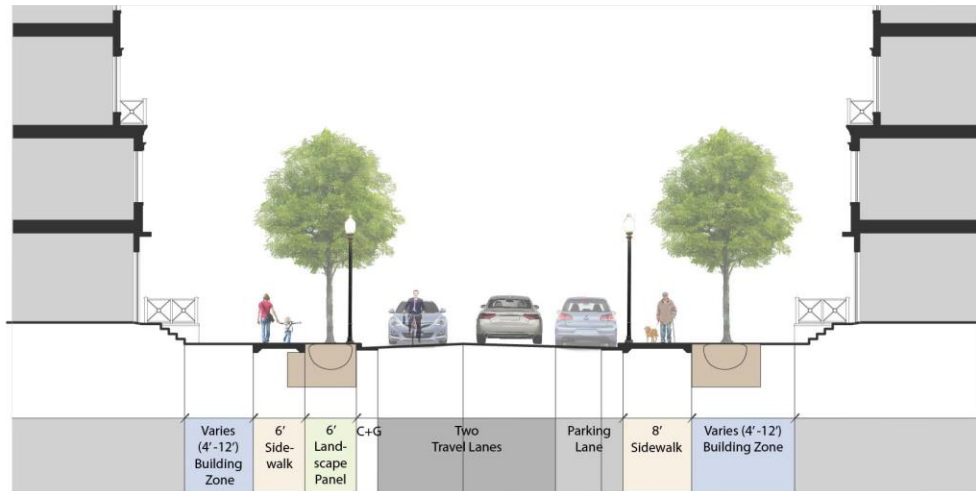 Varies
(4'-12')
Building
Zone
6'
Side-
walk
6'
Land-
scape
Panel
C+G
Two
Travel Lanes
Parking
Lane
8'
Sidewalk
Varies (4'-12')
Building Zone